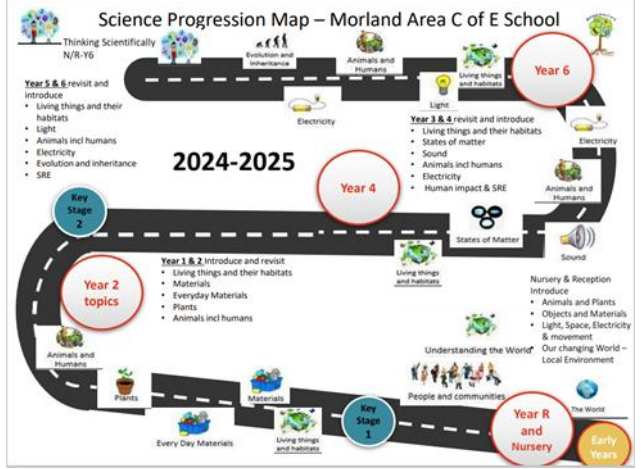 Science Progression Map – Morland Area C of E School
Thinking Scientifically
N/R-Y6
Evolution and
Inheritance
Animals and
Humans
Living things
and habitats
Year 6
Year 5 & 6 revisit and
introduce
• Living things and their
habitats
• Light
• Animals incl humans
• Electricity
• Evolution and inheritance
• SRE
Electricity
Light
Year 3 & 4 revisit and introduce
• Living things and their habitats
• States of matter
• Sound
• Animals incl humans
• Electricity
• Human impact & SRE
Electricity
2024-2025
Year 4
Animals and
Humans
Key
Stage
2
States of Matter
Sound
Living things
and habitats
Year 2
topics
Year 1 & 2 Introduce and revisit
• Living things and their habitats
• Materials
• Everyday Materials
• Plants
• Animals incl humans
Nursery & Reception
Introduce
• Animals and Plants
• Objects and Materials
• Light, Space, Electricity
& movement
• Our changing World –
Local Environment
Animals and
Humans
Understanding the World
Plants
Materials
People and communities
The World
Every Day Materials
Living things
and habitats
Key
Stage
1
Year R
and
Nursery
Early
Years